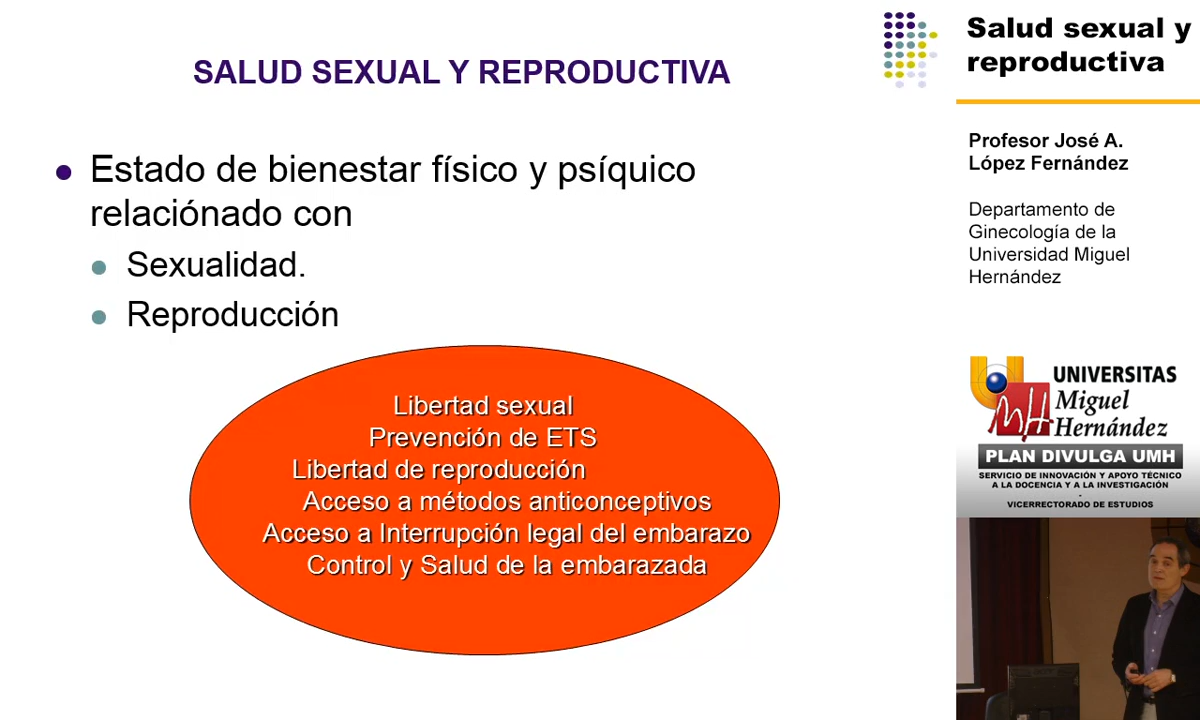 SALUD SEXUAL Y REPRODUCTIVA
Estado de bienestar físico y psíquico
relaciónado con
Sexualidad.
Reproducción
Libertad sexual
Prevención de ETS
Libertad de reproducción
Acceso a métodos anticonceptivos
Acceso a Interrupción legal del embarazo
Control y Salud de la embarazada
Salud sexual y
reproductiva
Profesor José A.
López Fernández
Departamento de
Ginecología de la
Universidad Miguel
Hernández
UNIVERSITAS
Miguel
Hernández
PLAN DIVULGA UMH
SERVICIO DE INNOVACIÓN Y APOYO TÉCNICO
A LA DOCENCIA Y A LA INVESTIGACIÓN
-
VICERRECTORADO DE ESTUDIOS